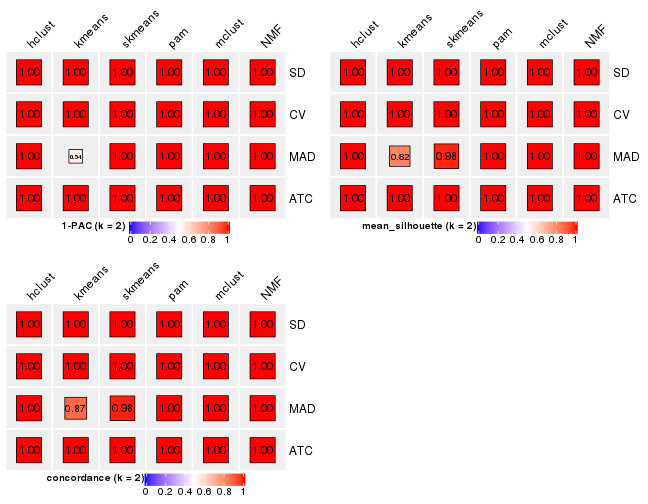 hclust kmeans skmeans pam mclust NMF
1.00 1.00 1.00 1.00 1.00 1.00 SD
1.00 1.00 1.00 1.00 1.00 1.00 CV
1.00 0.54 1.00 1.00 1.00 1.00 MAD
1.00 1.00 1.00 1.00 1.00 1.00 ATC
1-PAC (k = 2)
0 0.2 0.4 0.6 0.8 1
hclust kmeans skmeans pam mclust NMF
1.00 1.00 1.00 1.00 1.00 1.00 SD
1.00 1.00 1.00 1.00 1.00 1.00 CV
1.00 0.82 0.98 1.00 1.00 1.00 MAD
1.00 1.00 1.00 1.00 1.00 1.00 ATC
mean_silhouette (k = 2)
0 0.2 0.4 0.6 0.8 1
hclust kmeans skmeans pam mclust NMF
1.00 1.00 1.00 1.00 1.00 1.00 SD
1.00 1.00 1.00 1.00 1.00 1.00 CV
1.00 0.87 0.98 1.00 1.00 1.00 MAD
1.00 1.00 1.00 1.00 1.00 1.00 ATC
concordance (k = 2)
0 0.2 0.4 0.6 0.8 1